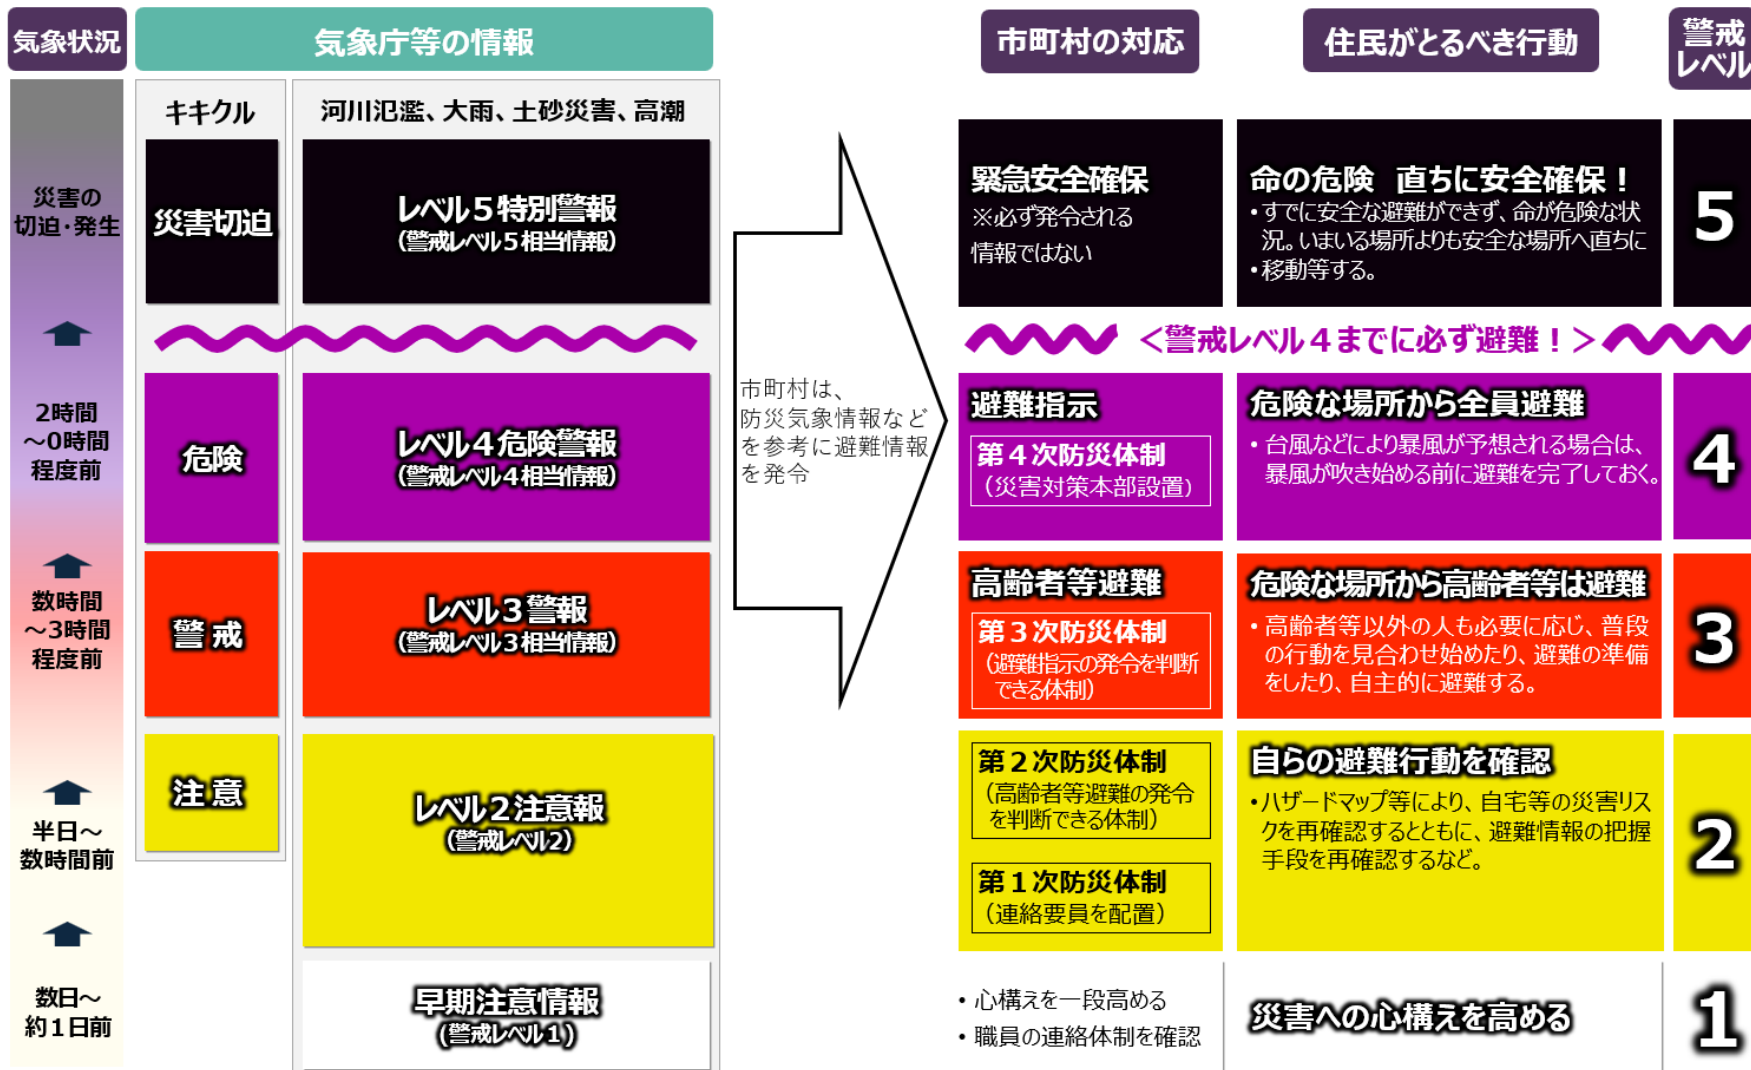 気象状況
気象庁等の情報
市町村の対応
住民がとるべき行動
警戒
レベル
キキクル
河川氾濫、大雨、土砂災害、高潮
災害の
切迫・発生
災害切迫
レベル５特別警報
（警戒レベル５相当情報）
緊急安全確保
※必ず発令される
情報ではない
命の危険　直ちに安全確保！
・すでに安全な避難ができず、命が危険な状
況。いまいる場所よりも安全な場所へ直ちに
・移動等する。
5
＜警戒レベル４までに必ず避難！＞
市町村は、
防災気象情報など
を参考に避難情報
を発令
2時間
～0時間
程度前
危険
レベル４危険警報
（警戒レベル４相当情報）
避難指示
第４次防災体制
（災害対策本部設置）
危険な場所から全員避難
・台風などにより暴風が予想される場合は、
暴風が吹き始める前に避難を完了しておく。
4
数時間
～3時間
程度前
警戒
レベル３警報
（警戒レベル３相当情報）
高齢者等避難
第３次防災体制
（避難指示の発令を判断
できる体制）
危険な場所から高齢者等は避難
・高齢者等以外の人も必要に応じ、普段
の行動を見合わせ始めたり、避難の準備
をしたり、自主的に避難する。
3
半日～
数時間前
注意
レベル２注意報
（警戒レベル2）
第２次防災体制
（高齢者等避難の発令
を判断できる体制）
第１次防災体制
（連絡要員を配置）
自らの避難行動を確認
・ハザードマップ等により、自宅等の災害リス
クを再確認するとともに、避難情報の把握
手段を再確認するなど。
2
数日～
約１日前
早期注意情報
（警戒レベル１）
・心構えを一段高める
・職員の連絡体制を確認
災害への心構えを高める
1